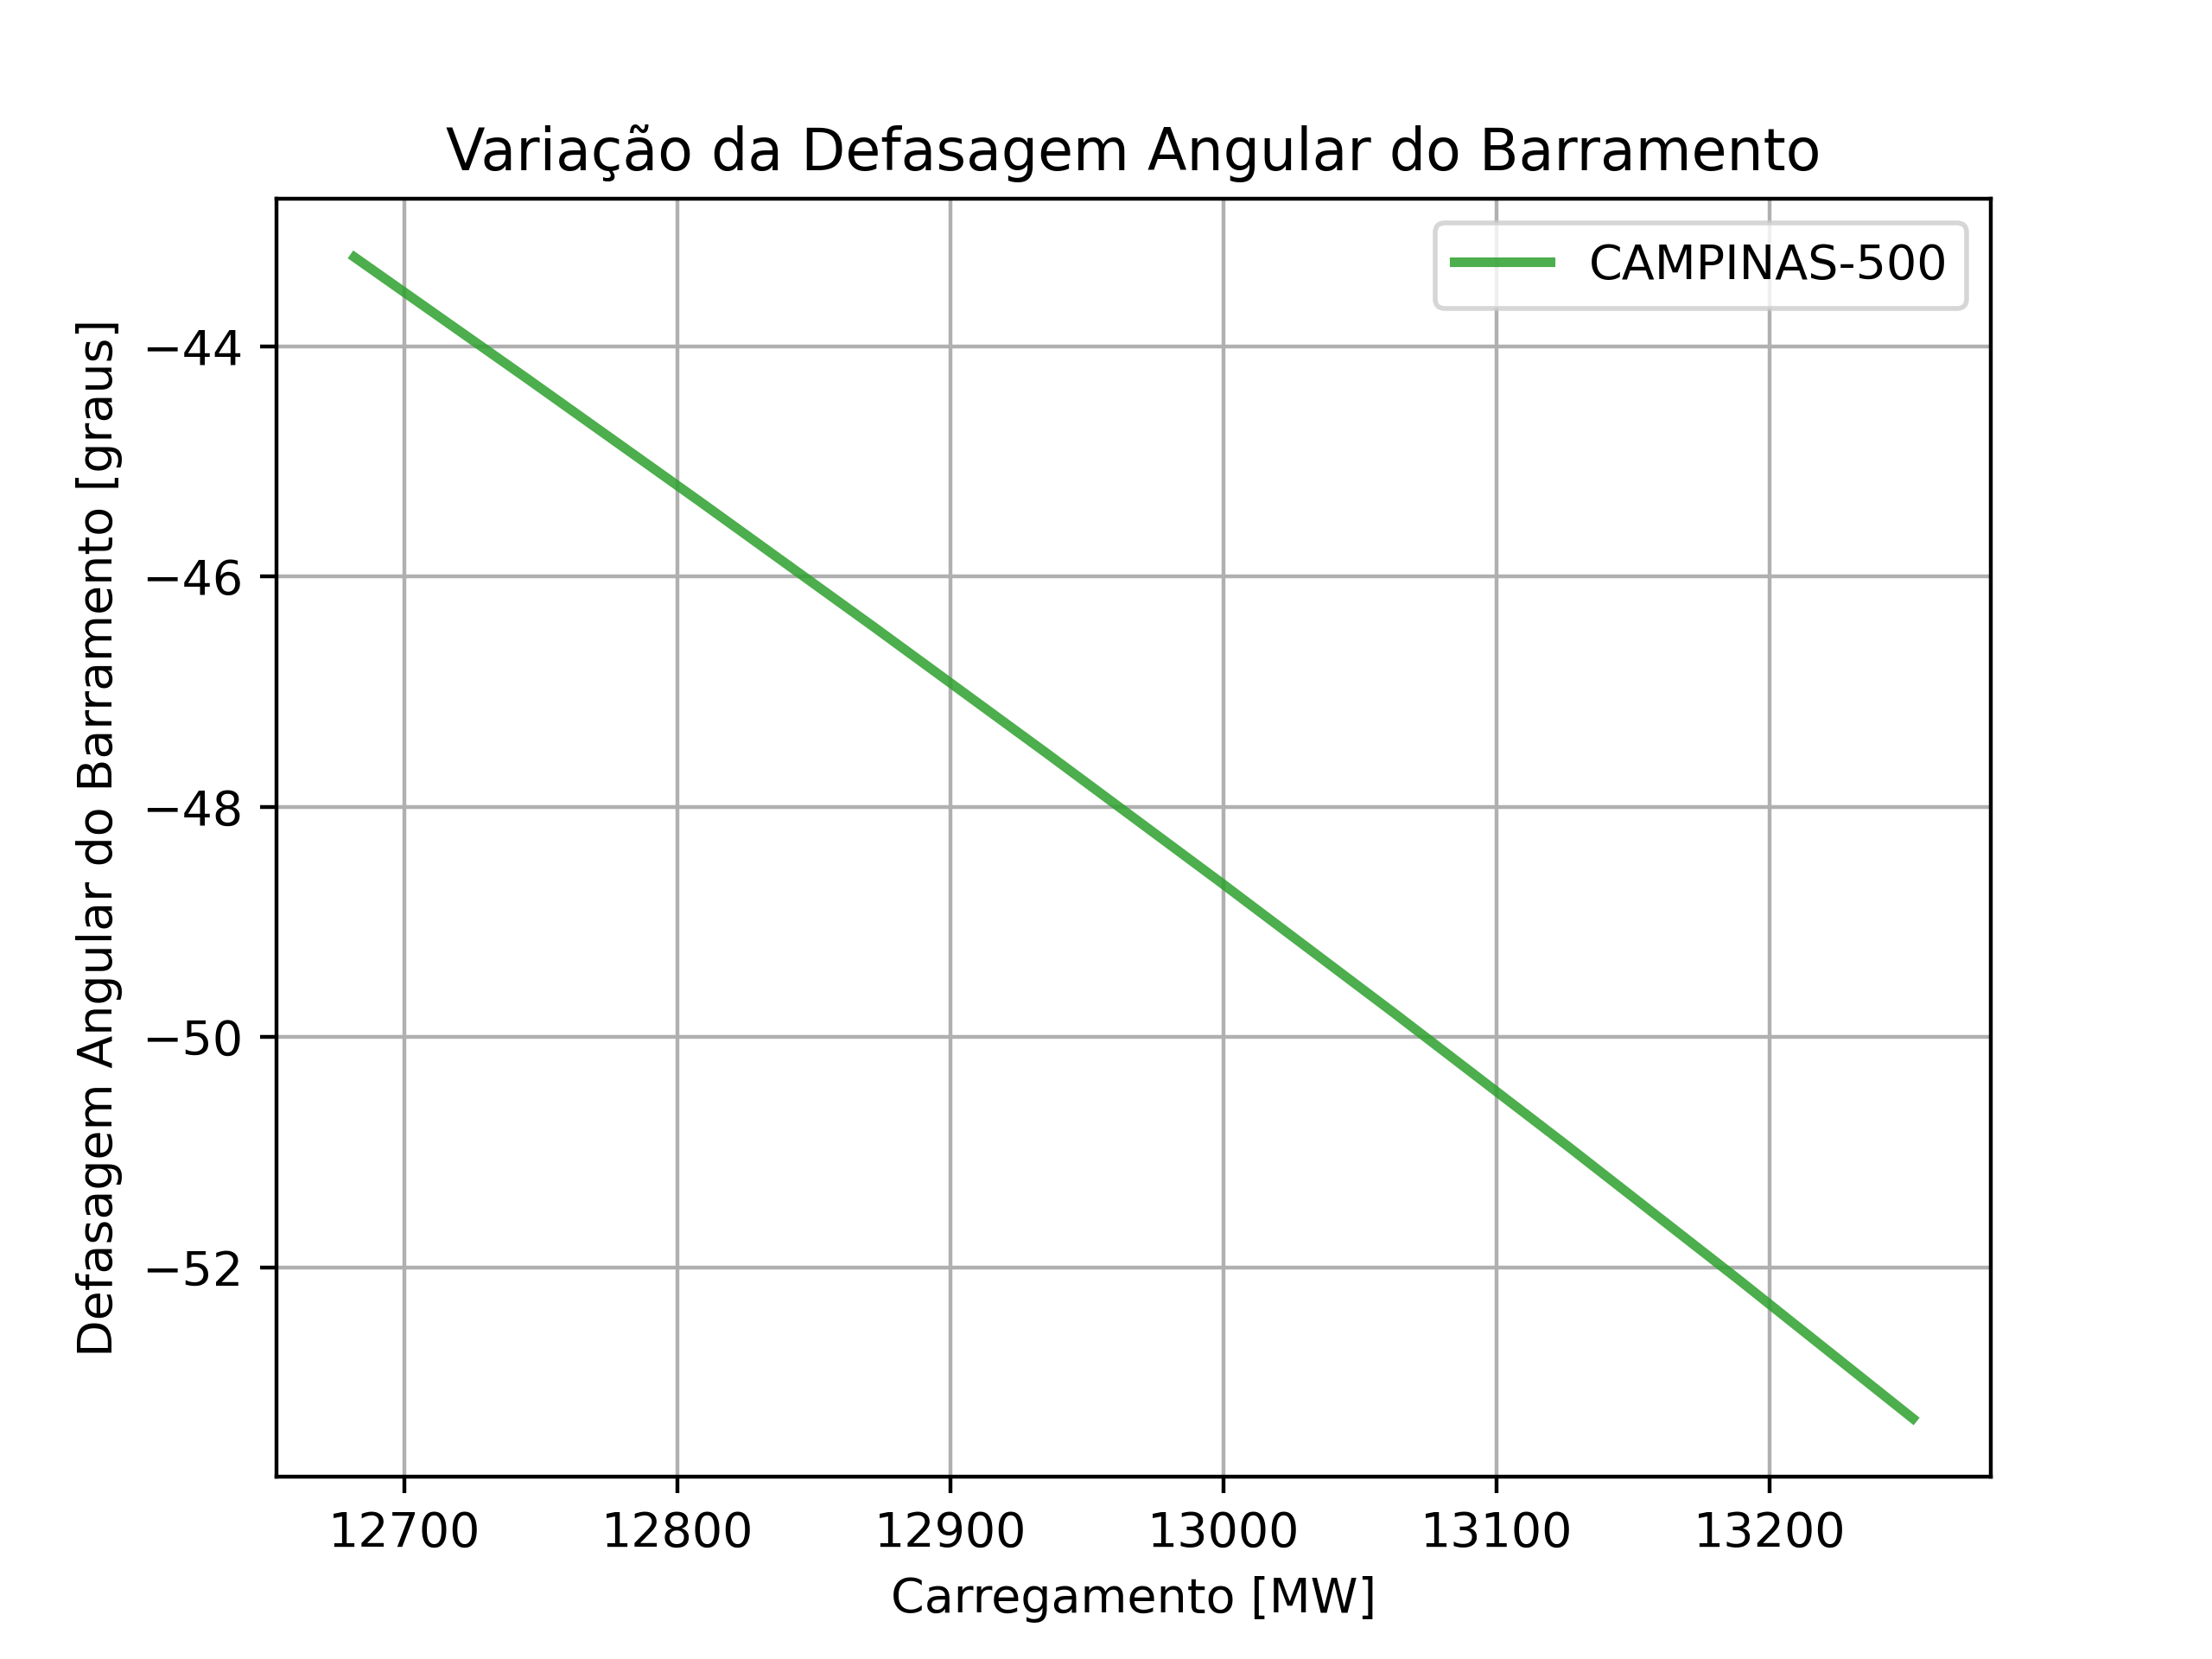 Variação da Defasagem Angular do Barramento
CAMPINAS-500
Defasagem Angular do Barramento [graus]
−44
−46
−48
−50
−52
12700 12800 12900 13000 13100 13200
Carregamento [MW]